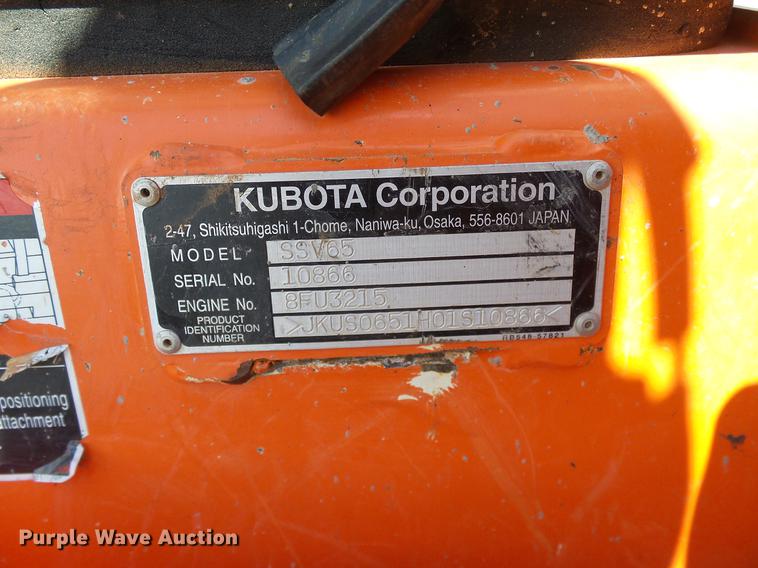 KUBOTA Corporation
2-47, Shikitsuhigashi 1-Chome, Naniwa-ku, Osaka, 556-8601 JAPAN
MODEL SSV65
SERIAL No. 10866
ENGINE No. 8FU3215
PRODUCT IDENTIFICATION NUMBER <JKUS0651H01S10866<
positioning
attachment
Purple Wave Auction